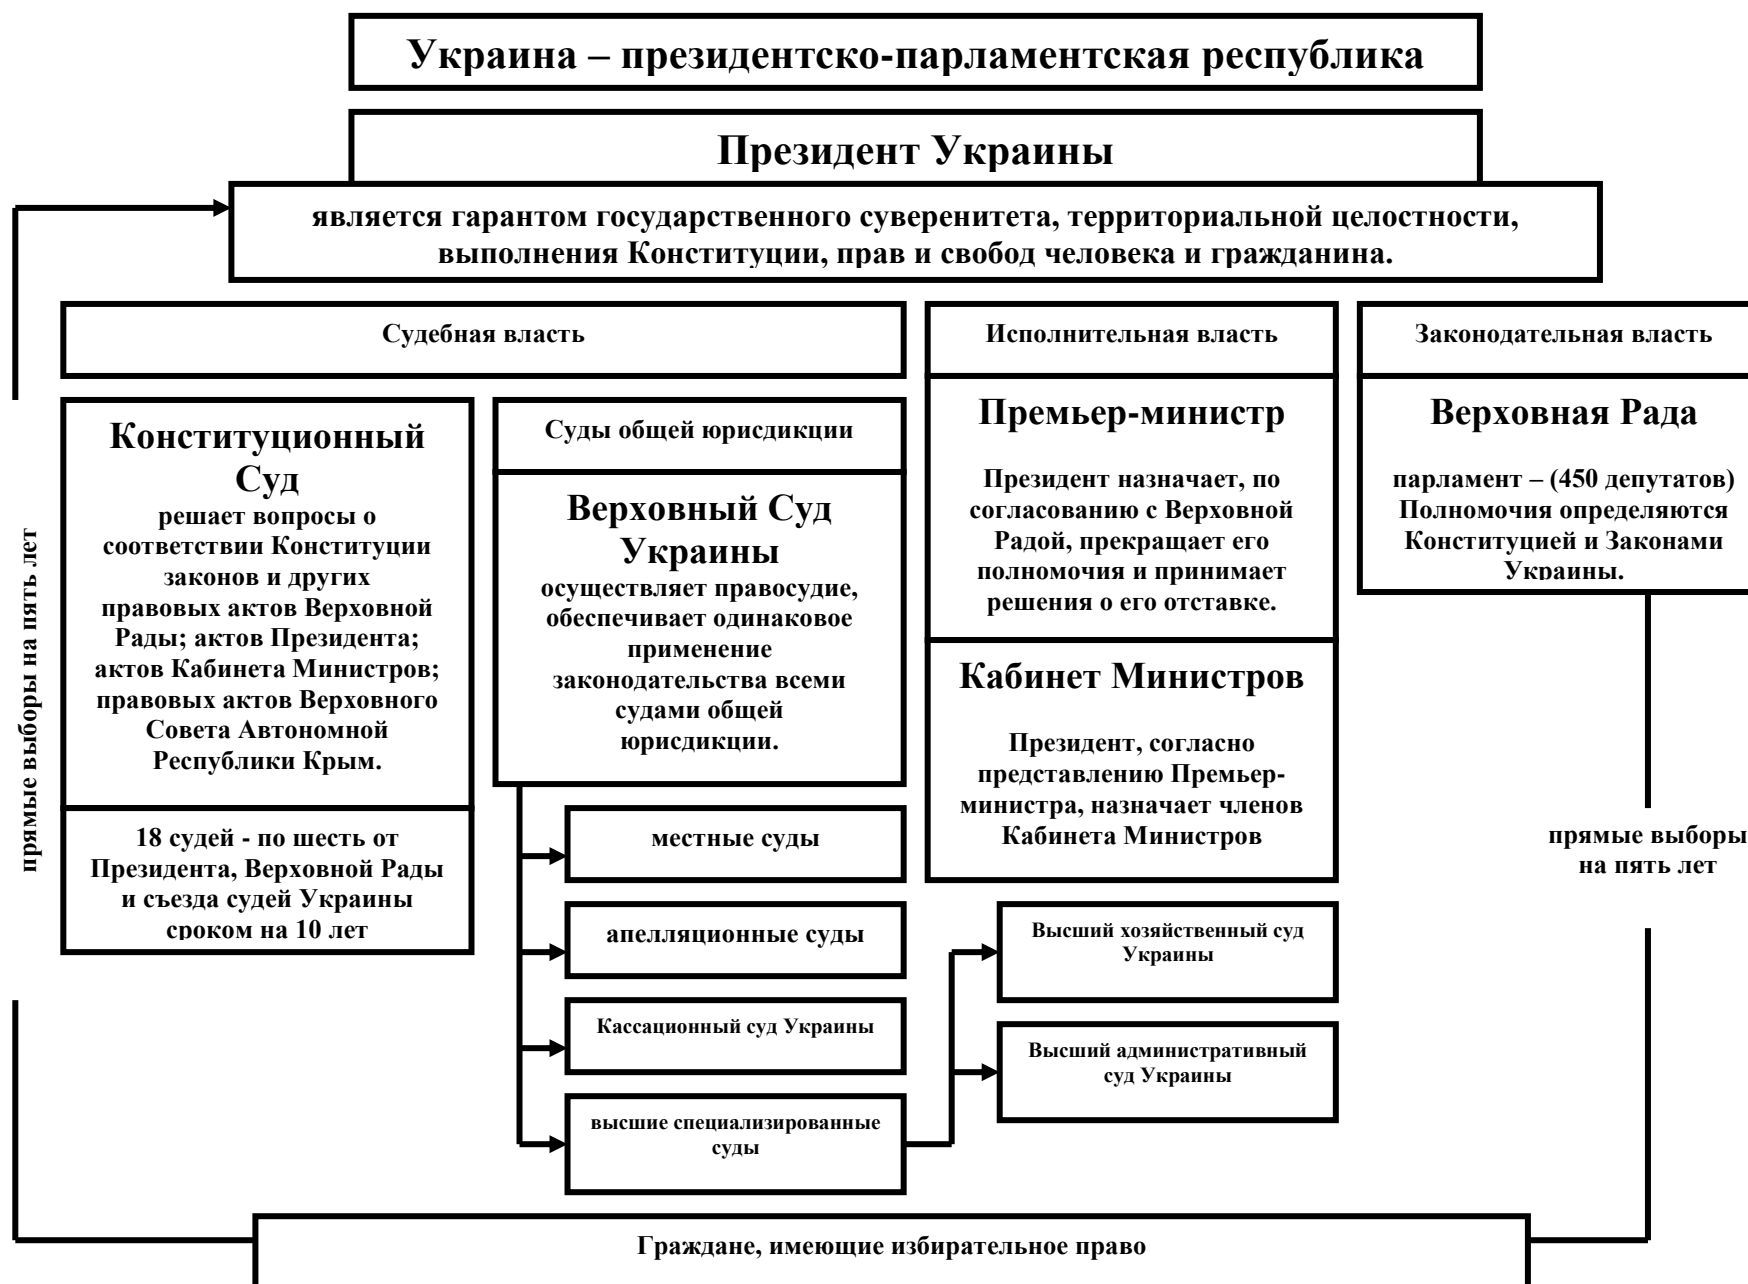 Украина – президентско-парламентская республика
Президент Украины
является гарантом государственного суверенитета, территориальной целостности,
выполнения Конституции, прав и свобод человека и гражданина.
Судебная власть
Конституционный
Суд
решает вопросы о
соответствии Конституции
законов и других
правовых актов Верховной
Рады; актов Президента;
актов Кабинета Министров;
правовых актов Верховного
Совета Автономной
Республики Крым.
18 судей - по шесть от
Президента, Верховной Рады
и съезда судей Украины
сроком на 10 лет
Суды общей юрисдикции
Верховный Суд
Украины
осуществляет правосудие,
обеспечивает одинаковое
применение
законодательства всеми
судами общей
юрисдикции.
местные суды
апелляционные суды
Кассационный суд Украины
высшие специализированные
суды
Высший хозяйственный суд
Украины
Высший административный
суд Украины
Исполнительная власть
Премьер-министр
Президент назначает, по
согласованию с Верховной
Радой, прекращает его
полномочия и принимает
решения о его отставке.
Кабинет Министров
Президент, согласно
представлению Премьер-
министра, назначает членов
Кабинета Министров
Законодательная власть
Верховная Рада
парламент – (450 депутатов)
Полномочия определяются
Конституцией и Законами
Украины.
прямые выборы
на пять лет
прямые выборы на пять лет
Граждане, имеющие избирательное право